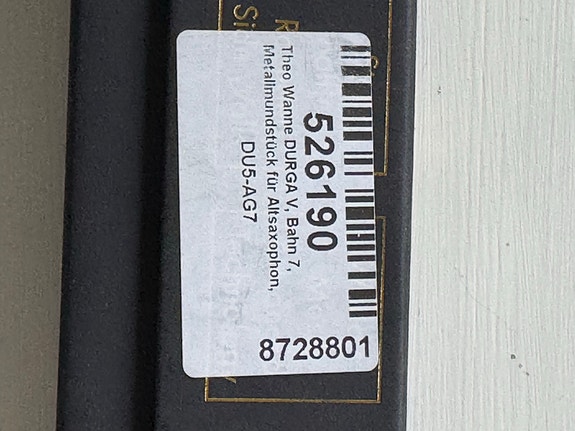 526190
Theo Wanne DURGA V, Bahn 7,
Metallmundstück für Altsaxophon,
DU5-AG7
8728801